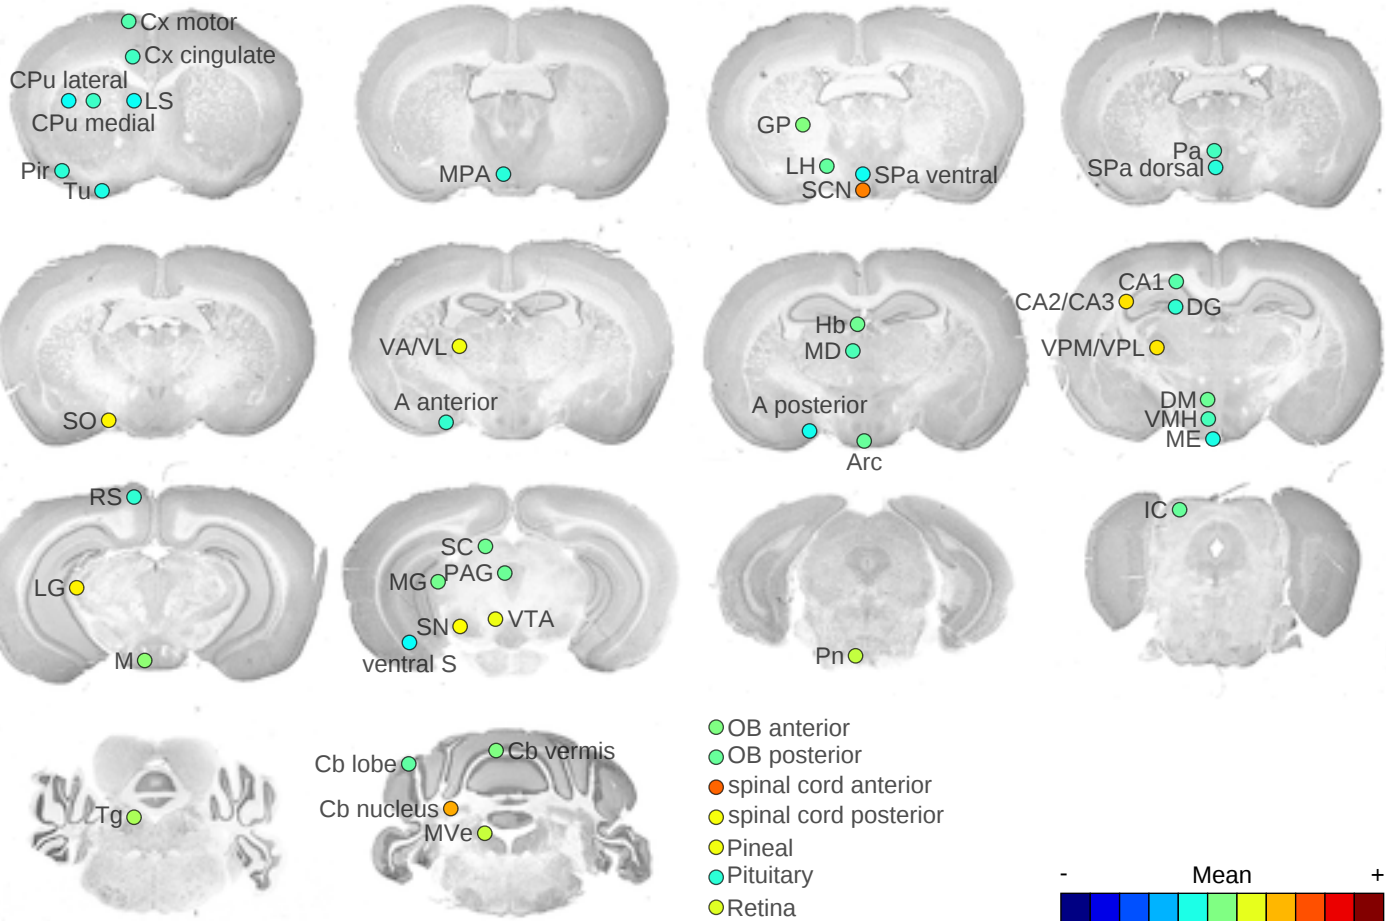 Cx motor
Cx cingulate
CPu lateral
LS
CPu medial
Pir
Tu
MPA
GP
LH
SPa ventral
SCN
Pa
SPa dorsal
SO
VA/VL
A anterior
Hb
MD
A posterior
Arc
CA1
CA2/CA3
DG
VPM/VPL
DM
VMH
ME
RS
LG
M
SC
MG
PAG
SN
VTA
ventral S
Pn
IC
Tg
Cb lobe
Cb vermis
Cb nucleus
MVe
OB anterior
OB posterior
spinal cord anterior
spinal cord posterior
Pineal
Pituitary
Retina
- Mean +